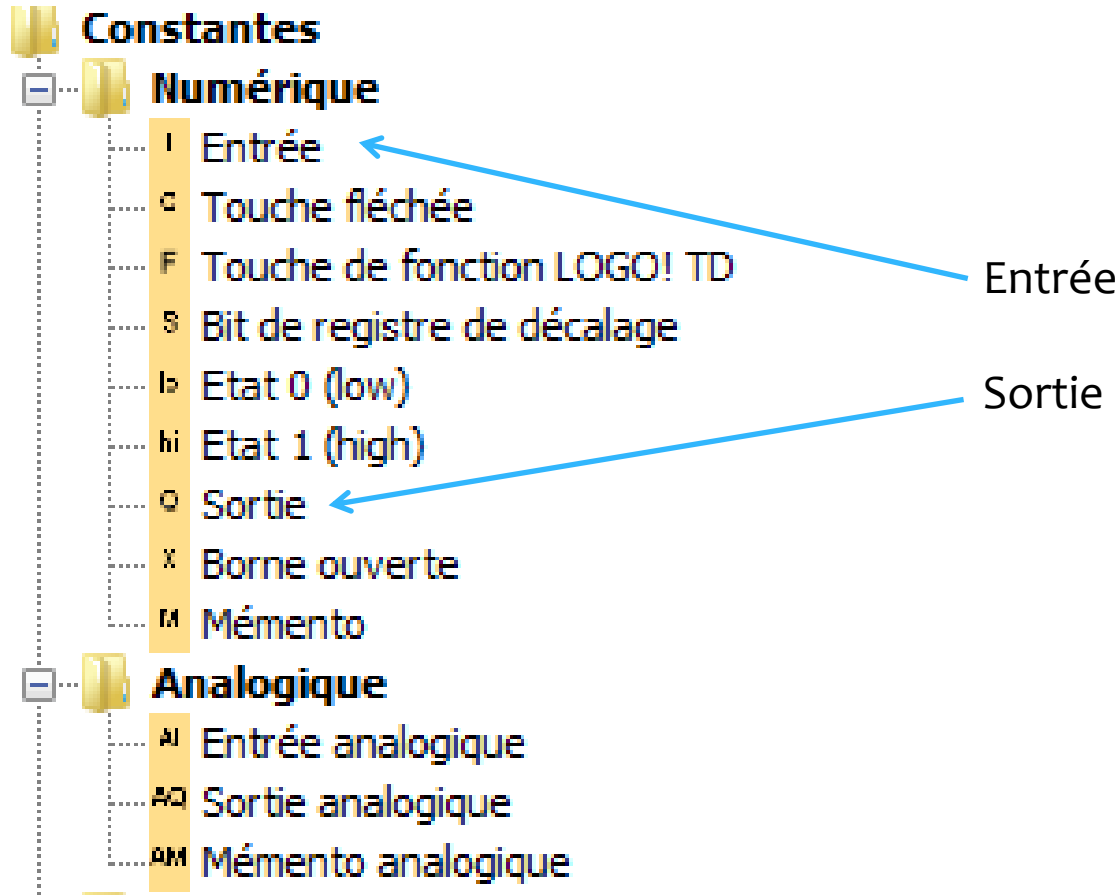 Constantes
Numérique
I Entrée
C Touche fléchée
F Touche de fonction LOGO! TD
Entrée
S Bit de registre de décalage
lo Etat 0 (low)
Sortie
hi Etat 1 (high)
Q Sortie
X Borne ouverte
M Mémento
Analogique
AI Entrée analogique
AQ Sortie analogique
AM Mémento analogique